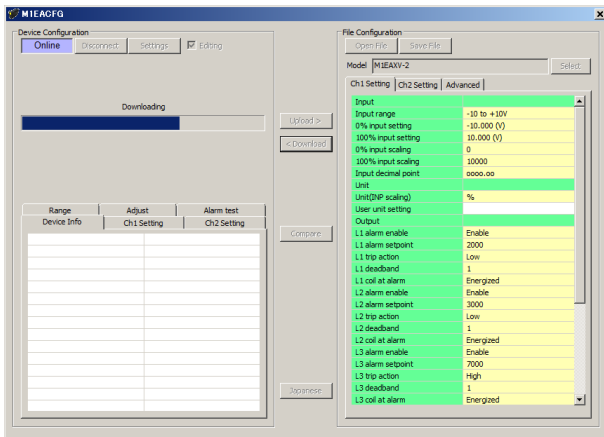 M1EACFG
Device Configuration
Online Disconnect Settings Editing
Downloading
Range Adjust Alarm test
Device Info Ch1 Setting Ch2 Setting
Upload >
< Download
Compare
Japanese
File Configuration
Open File Save File
Model M1EAXV-2 Select
Ch1 Setting Ch2 Setting Advanced
Input
Input range -10 to +10V
0% input setting -10.000 (V)
100% input setting 10.000 (V)
0% input scaling 0
100% input scaling 10000
Input decimal point oooo.oo
Unit
Unit(INP scaling) %
User unit setting
Output
L1 alarm enable Enable
L1 alarm setpoint 2000
L1 trip action Low
L1 deadband 1
L1 coil at alarm Energized
L2 alarm enable Enable
L2 alarm setpoint 3000
L2 trip action Low
L2 deadband 1
L2 coil at alarm Energized
L3 alarm enable Enable
L3 alarm setpoint 7000
L3 trip action High
L3 deadband 1
L3 coil at alarm Energized